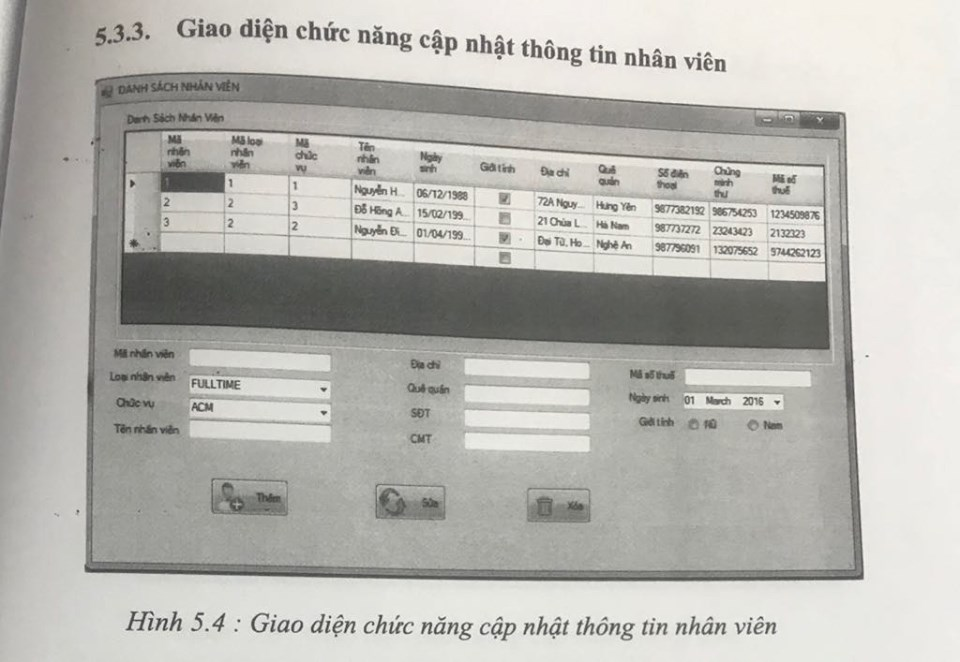 5.3.3. Giao diện chức năng cập nhật thông tin nhân viên
DANH SÁCH NHÂN VIÊN
Danh Sách Nhân Viên
Mã nhân viên Mã loại nhân viên Mã chức vụ Tên nhân viên Ngày sinh Giới tính Địa chỉ Quê quán Số điện thoại Chứng minh thư Mã số thuế
1 1 1 Nguyễn H... 06/12/1988 72A Nguy... Hưng Yên 9877382192 986754253 1234509876
2 2 3 Đỗ Hồng A... 15/02/199... 21 Chùa L... Hà Nam 987737272 23243423 2132323
3 2 2 Nguyễn Đì... 01/04/199... Đại Từ, Ho... Nghệ An 987796091 132075652 9744262123
Mã nhân viên Địa chỉ Mã số thuế
Loại nhân viên FULLTIME Quê quán Ngày sinh 01 March 2016
Chức vụ ACM SĐT Giới tính Nữ Nam
Tên nhân viên CMT
Thêm Sửa Xóa
Hình 5.4 : Giao diện chức năng cập nhật thông tin nhân viên